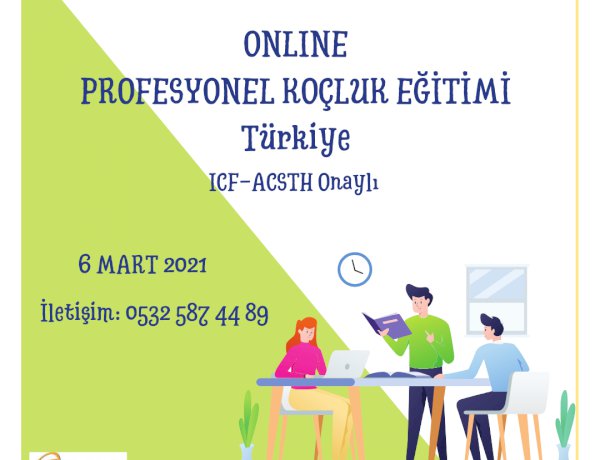 ONLINE
PROFESYONEL KOÇLUK EĞİTİMİ
Türkiye
ICF-ACSTH Onaylı
6 MART 2021
İletişim: 0532 587 44 89